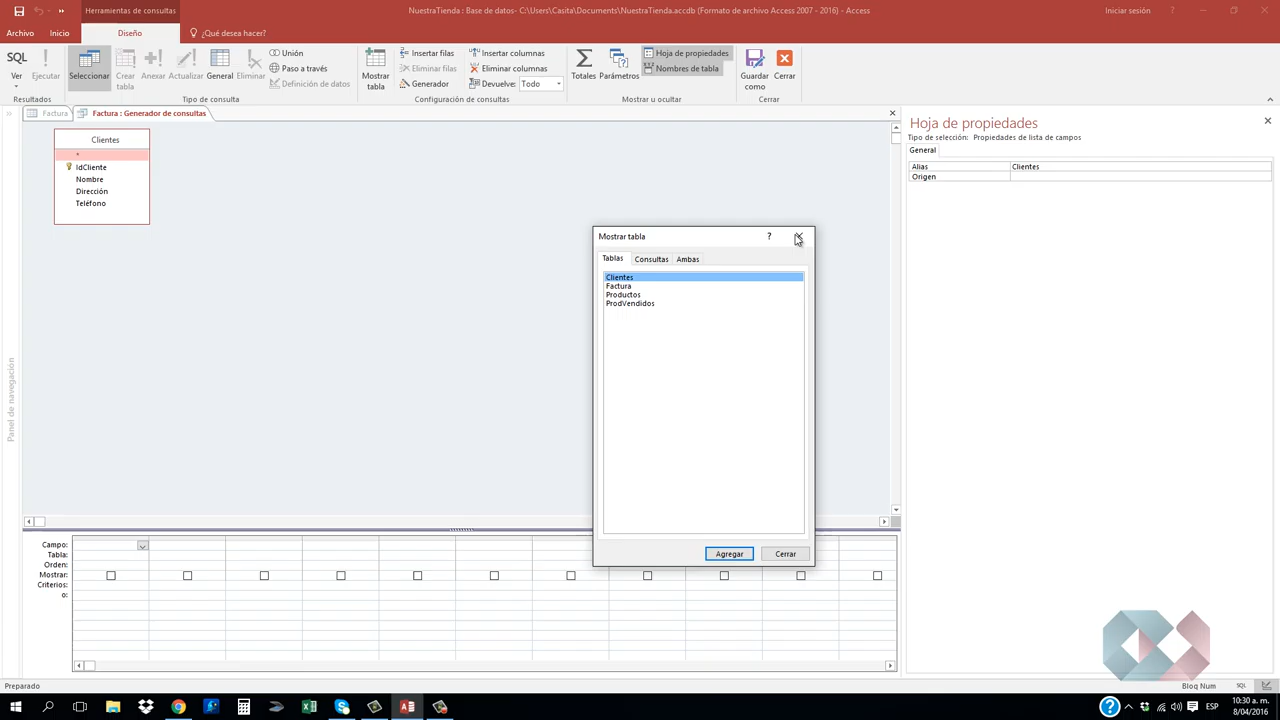 NuestraTienda : Base de datos- C:\Users\Casita\Documents\NuestraTienda.accdb (Formato de archivo Access 2007 - 2016) - Access
Herramientas de consultas
Iniciar sesión
Archivo
Inicio
Diseño
¿Qué desea hacer?
SQL
Ver
Ejecutar
Resultados
Seleccionar
Crear tabla
Anexar
Actualizar
General
Eliminar
Unión
Paso a través
Definición de datos
Tipo de consulta
Mostrar tabla
Insertar filas
Eliminar filas
Generador
Insertar columnas
Eliminar columnas
Devuelve: Todo
Configuración de consultas
Totales
Parámetros
Hoja de propiedades
Nombres de tabla
Mostrar u ocultar
Guardar como
Cerrar
Cerrar
Factura
Factura : Generador de consultas
Panel de navegación
Clientes
*
IdCliente
Nombre
Dirección
Teléfono
Mostrar tabla
?
Tablas
Consultas
Ambas
Clientes
Factura
Productos
ProdVendidos
Agregar
Cerrar
Campo:
Tabla:
Orden:
Mostrar:
Criterios:
o:
Hoja de propiedades
Tipo de selección: Propiedades de lista de campos
General
Alias Clientes
Origen
Preparado
Bloq Num
SQL
ESP
10:30 a. m.
8/04/2016